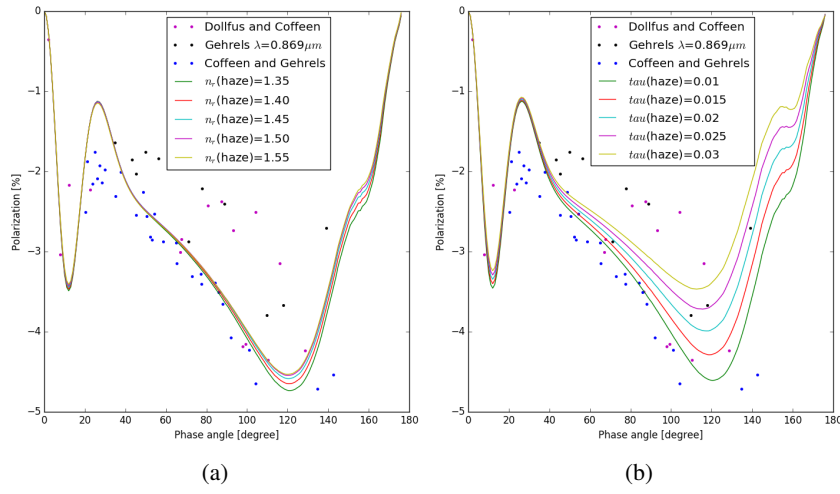 0
−1
−2
−3
−4
−5
Polarization [%]
0 20 40 60 80 100 120 140 160 180
Phase angle [degree]
Dollfus and Coffeen
Gehrels λ=0.869μm
Coffeen and Gehrels
n_r(haze)=1.35
n_r(haze)=1.40
n_r(haze)=1.45
n_r(haze)=1.50
n_r(haze)=1.55
(a)
0
−1
−2
−3
−4
−5
Polarization [%]
0 20 40 60 80 100 120 140 160 180
Phase angle [degree]
Dollfus and Coffeen
Gehrels λ=0.869μm
Coffeen and Gehrels
tau(haze)=0.01
tau(haze)=0.015
tau(haze)=0.02
tau(haze)=0.025
tau(haze)=0.03
(b)